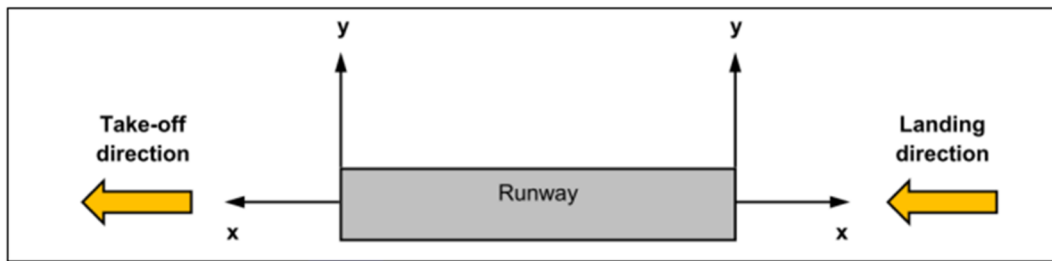 y
y
Take-off
direction
Landing
direction
Runway
x
x